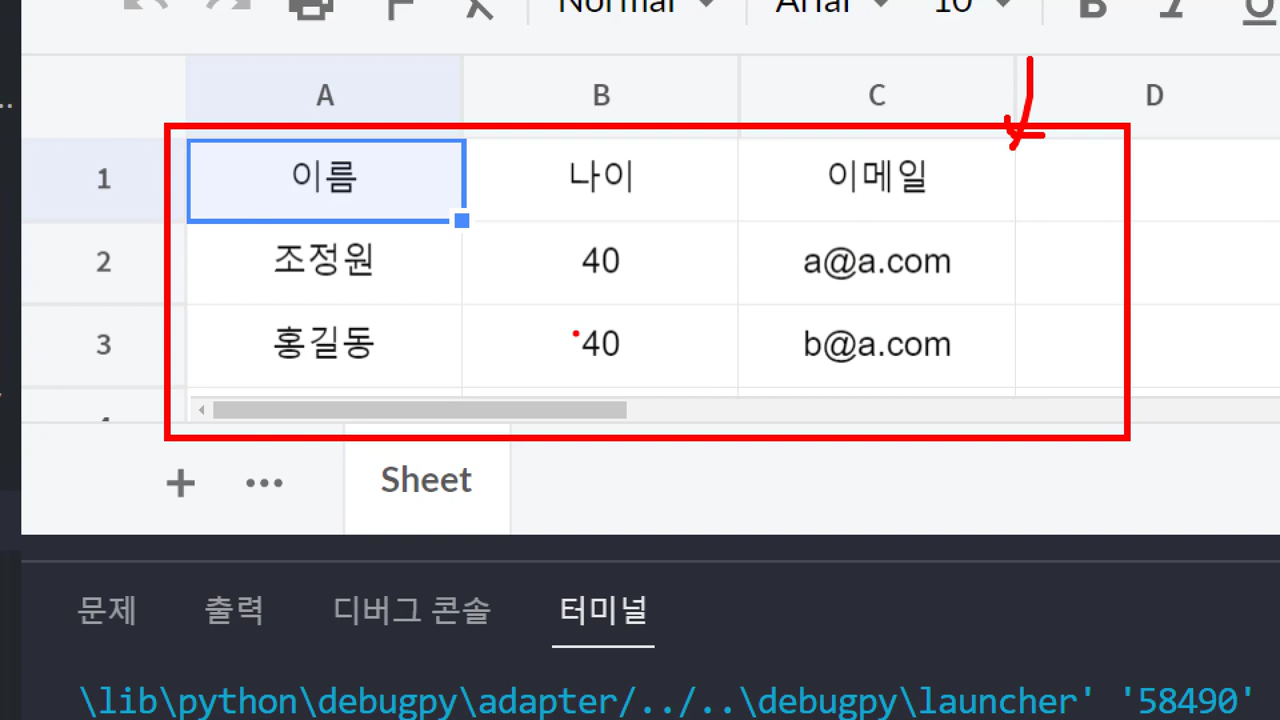 Normal Arial 10 B I U
A B C D
1 이름 나이 이메일
2 조정원 40 a@a.com
3 홍길동 40 b@a.com
+ ... Sheet
문제 출력 디버그 콘솔 터미널
\lib\python\debugpy\adapter/../..\debugpy\launcher' '58490'